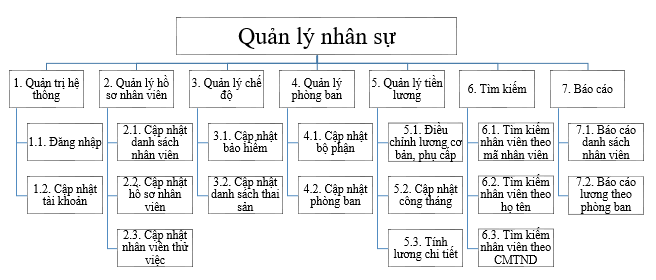 Quản lý nhân sự
1. Quản trị hệ
thông
2. Quản lý hồ
sơ nhân viên
3. Quản lý chế
độ
4. Quản lý
phòng ban
5. Quản lý tiền
lương
6. Tìm kiếm
7. Báo cáo
1.1. Đăng nhập
1.2. Cập nhật
tài khoản
2.1. Cập nhật
danh sách
nhân viên
2.2. Cập nhật
hồ sơ nhân
viên
2.3. Cập nhật
nhân viên thử
việc
3.1. Cập nhật
bảo hiểm
3.2. Cập nhật
danh sách thai
sản
4.1. Cập nhật
bộ phận
4.2. Cập nhật
phòng ban
5.1. Điều
chỉnh lương cơ
bản, phụ cấp
5.2. Cập nhật
công tháng
5.3. Tính
lương chi tiết
6.1. Tìm kiếm
nhân viên theo
mã nhân viên
6.2. Tìm kiếm
nhân viên theo
họ tên
6.3. Tìm kiếm
nhân viên theo
CMTND
7.1. Báo cáo
danh sách
nhân viên
7.2. Báo cáo
lương theo
phòng ban